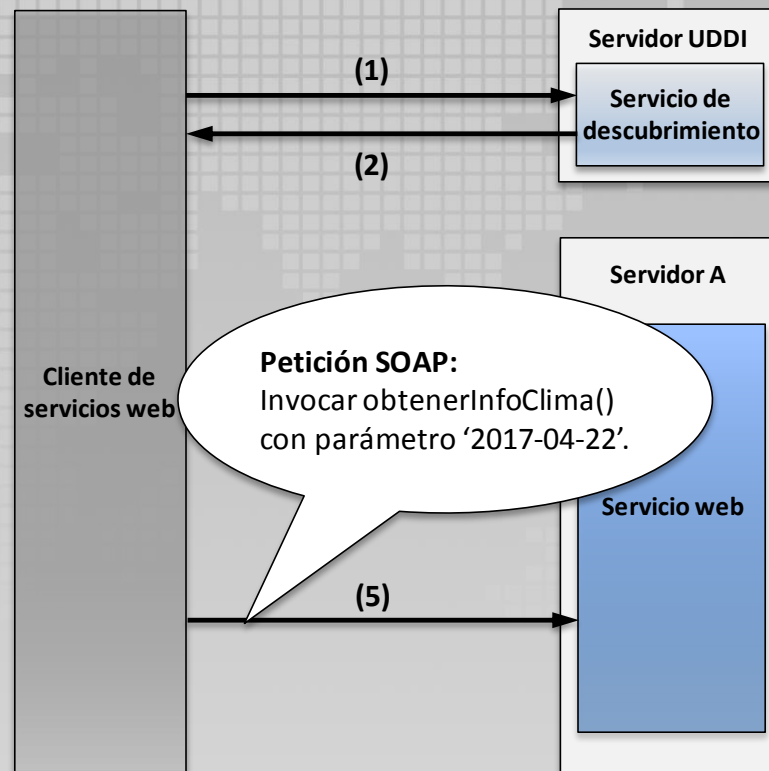 Servidor UDDI
(1)
Servicio de
descubrimiento
(2)
Servidor A
Petición SOAP:
Invocar obtenerInfoClima()
con parámetro ‘2017-04-22’.
Cliente de
servicios web
Servicio web
(5)